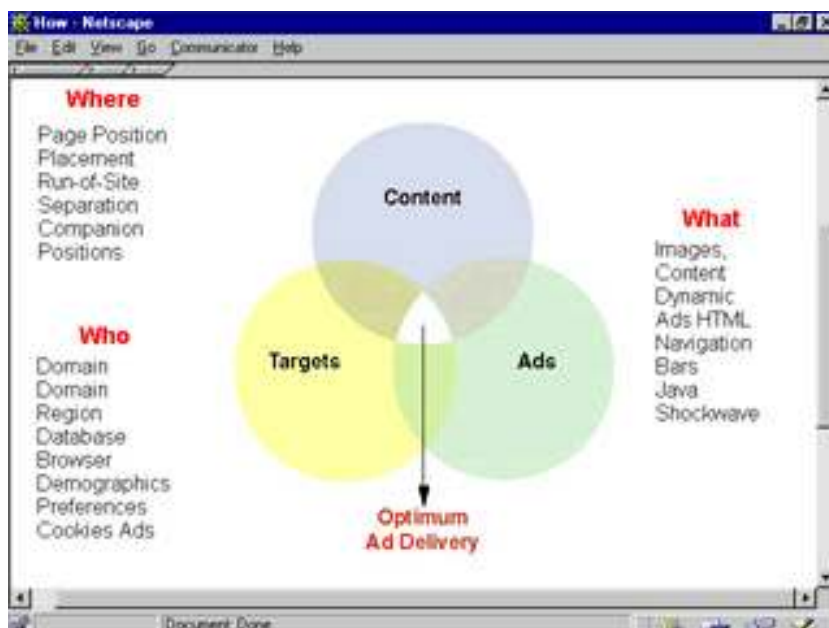 How - Netscape
File Edit View Go Communicator Help
Where
Page Position
Placement
Run-of-Site
Separation
Companion
Positions
Content
What
Images,
Content
Dynamic
Ads HTML
Navigation
Bars
Java
Shockwave
Who
Domain
Domain
Region
Database
Browser
Demographics
Preferences
Cookies Ads
Targets
Ads
Optimum
Ad Delivery
Document: Done